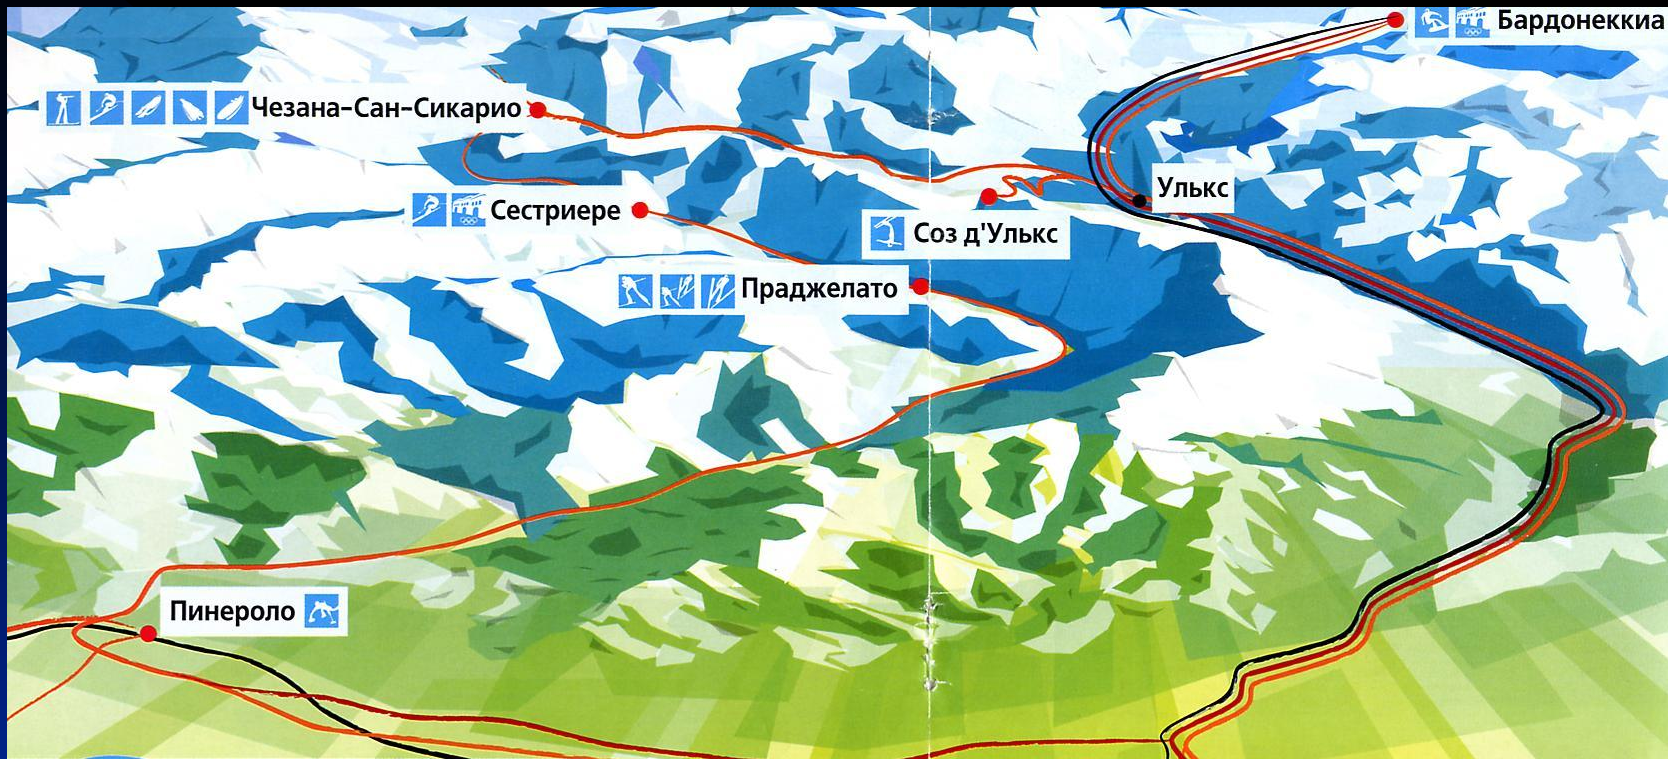 Бардонеккиа
Чезана-Сан-Сикарио
Улькс
Сестриере
Соз д'Улькс
Праджелато
Пинероло